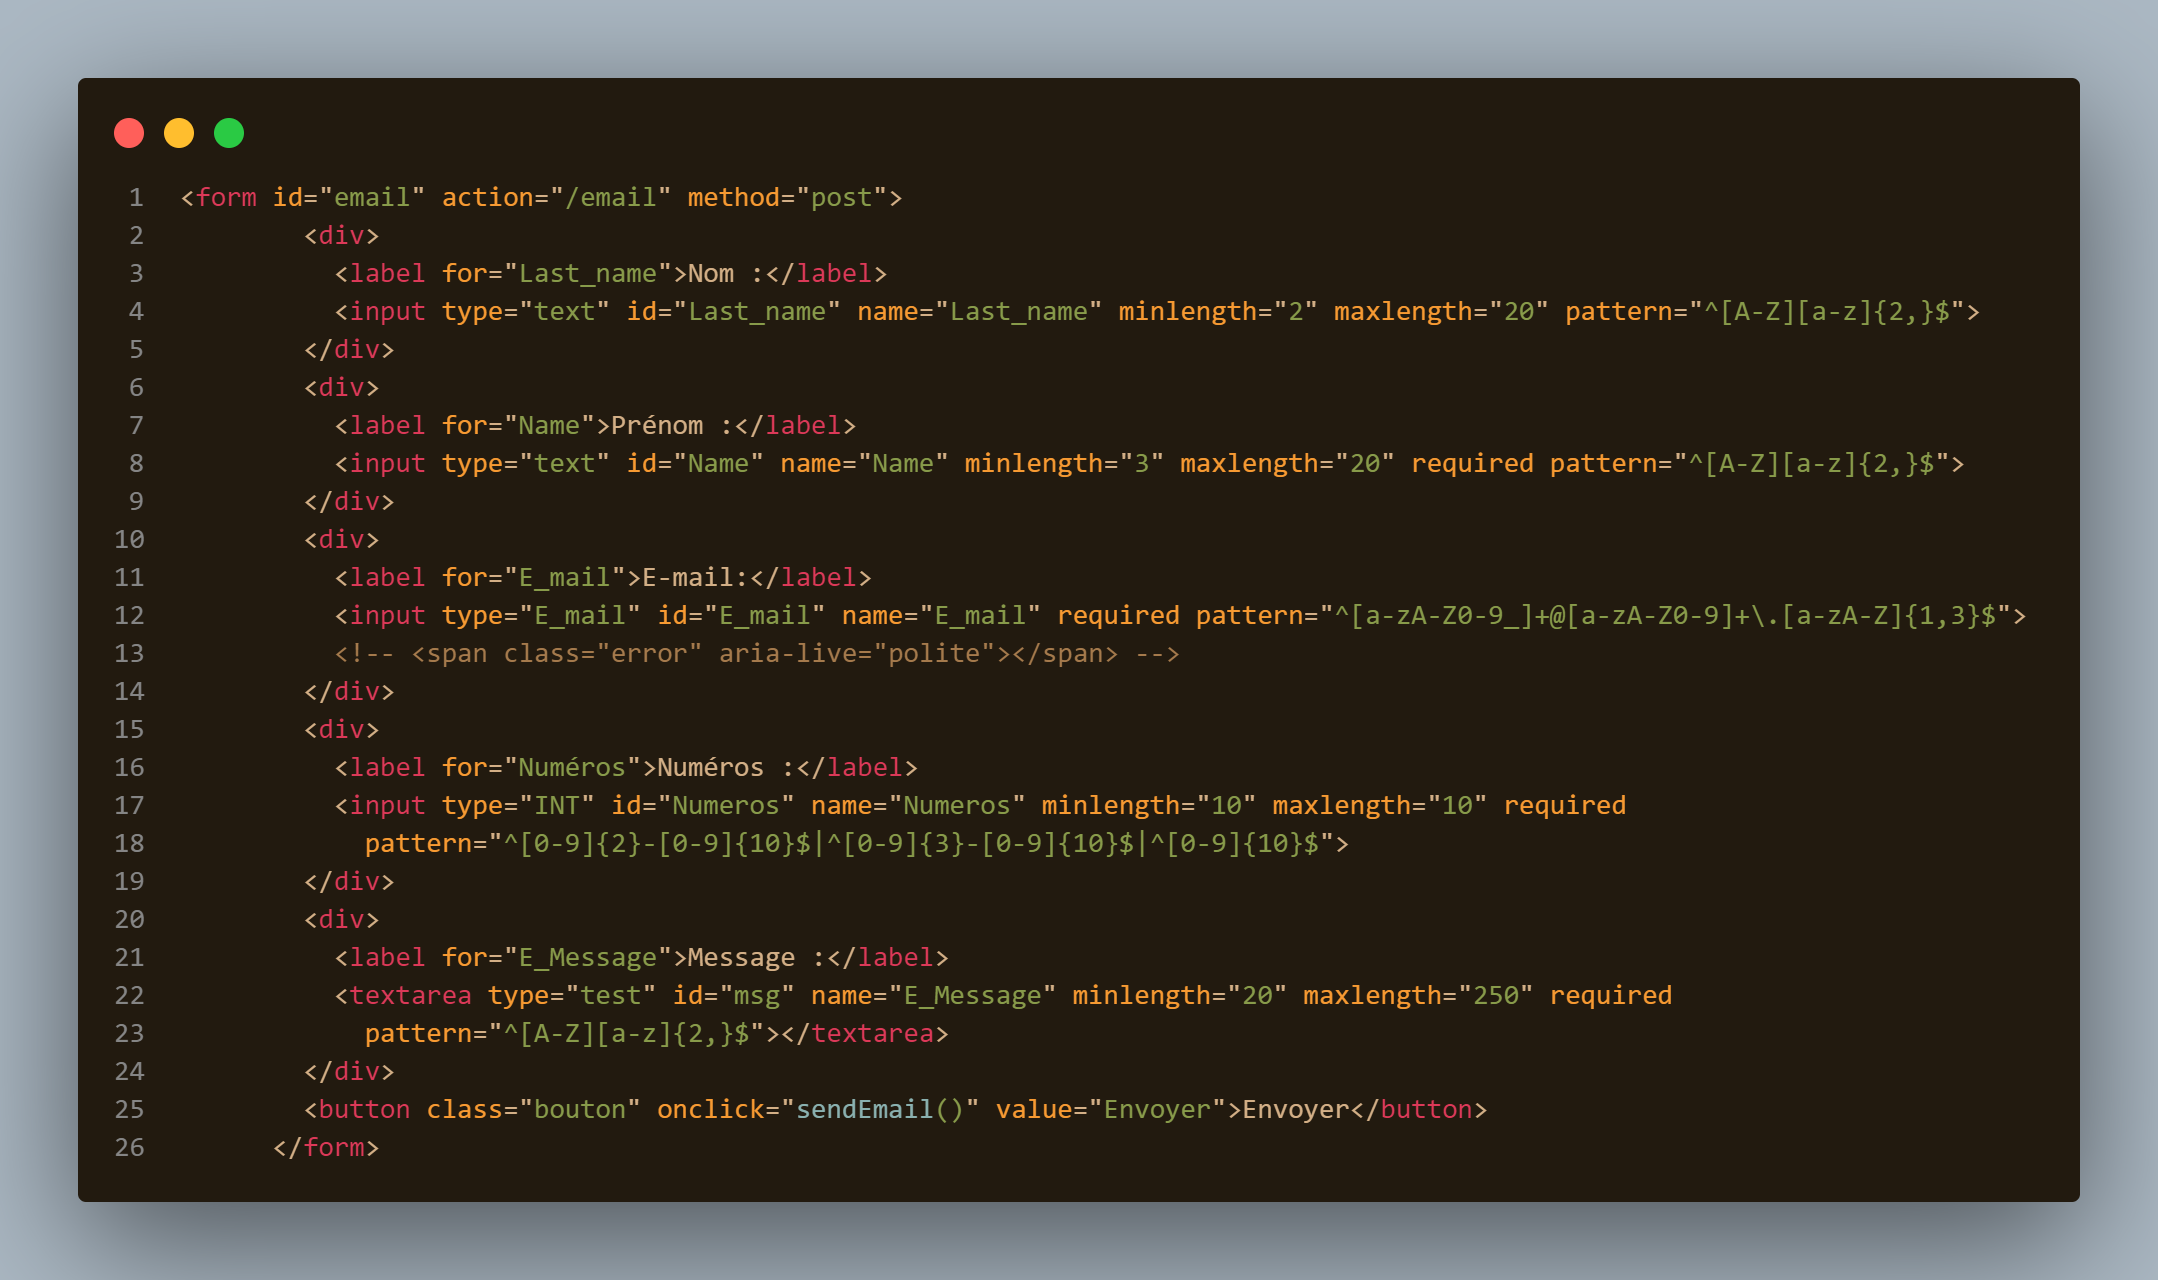 1 <form id="email" action="/email" method="post">
2 <div>
3 <label for="Last_name">Nom :</label>
4 <input type="text" id="Last_name" name="Last_name" minlength="2" maxlength="20" pattern="^[A-Z][a-z]{2,}$">
5 </div>
6 <div>
7 <label for="Name">Prénom :</label>
8 <input type="text" id="Name" name="Name" minlength="3" maxlength="20" required pattern="^[A-Z][a-z]{2,}$">
9 </div>
10 <div>
11 <label for="E_mail">E-mail:</label>
12 <input type="E_mail" id="E_mail" name="E_mail" required pattern="^[a-zA-Z0-9_]+@[a-zA-Z0-9]+\.[a-zA-Z]{1,3}$">
13 <!-- <span class="error" aria-live="polite"></span> -->
14 </div>
15 <div>
16 <label for="Numéros">Numéros :</label>
17 <input type="INT" id="Numeros" name="Numeros" minlength="10" maxlength="10" required
18 pattern="^[0-9]{2}-[0-9]{10}$|^[0-9]{3}-[0-9]{10}$|^[0-9]{10}$">
19 </div>
20 <div>
21 <label for="E_Message">Message :</label>
22 <textarea type="test" id="msg" name="E_Message" minlength="20" maxlength="250" required
23 pattern="^[A-Z][a-z]{2,}$"></textarea>
24 </div>
25 <button class="bouton" onclick="sendEmail()" value="Envoyer">Envoyer</button>
26 </form>